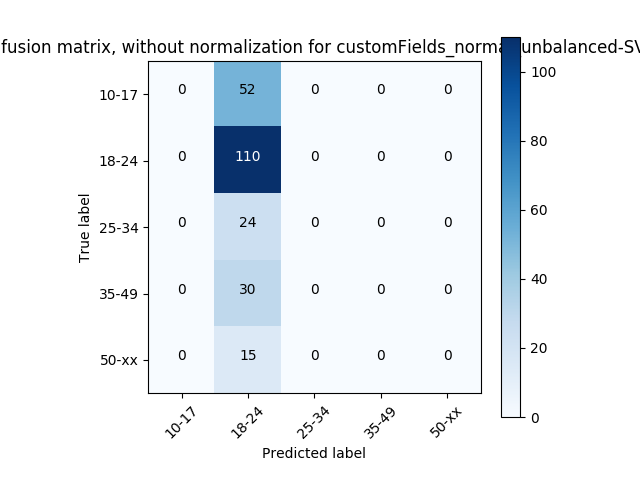 fusion matrix, without normalization for customFields_norma unbalanced-SV
100
80
60
40
20
0
True label
10-17 0 52 0 0 0
18-24 0 110 0 0 0
25-34 0 24 0 0 0
35-49 0 30 0 0 0
50-xx 0 15 0 0 0
10-17 18-24 25-34 35-49 50-xx
Predicted label